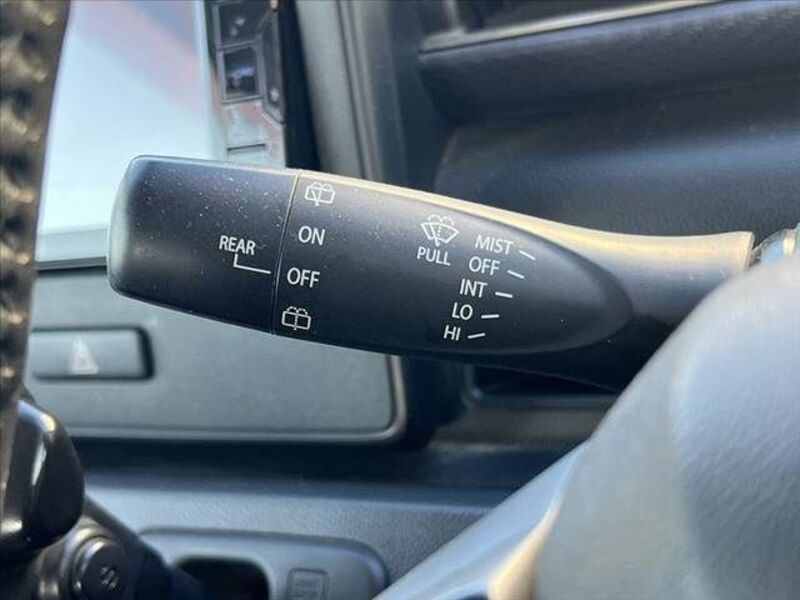 REAR
ON
OFF
PULL
MIST
OFF
INT
LO
HI